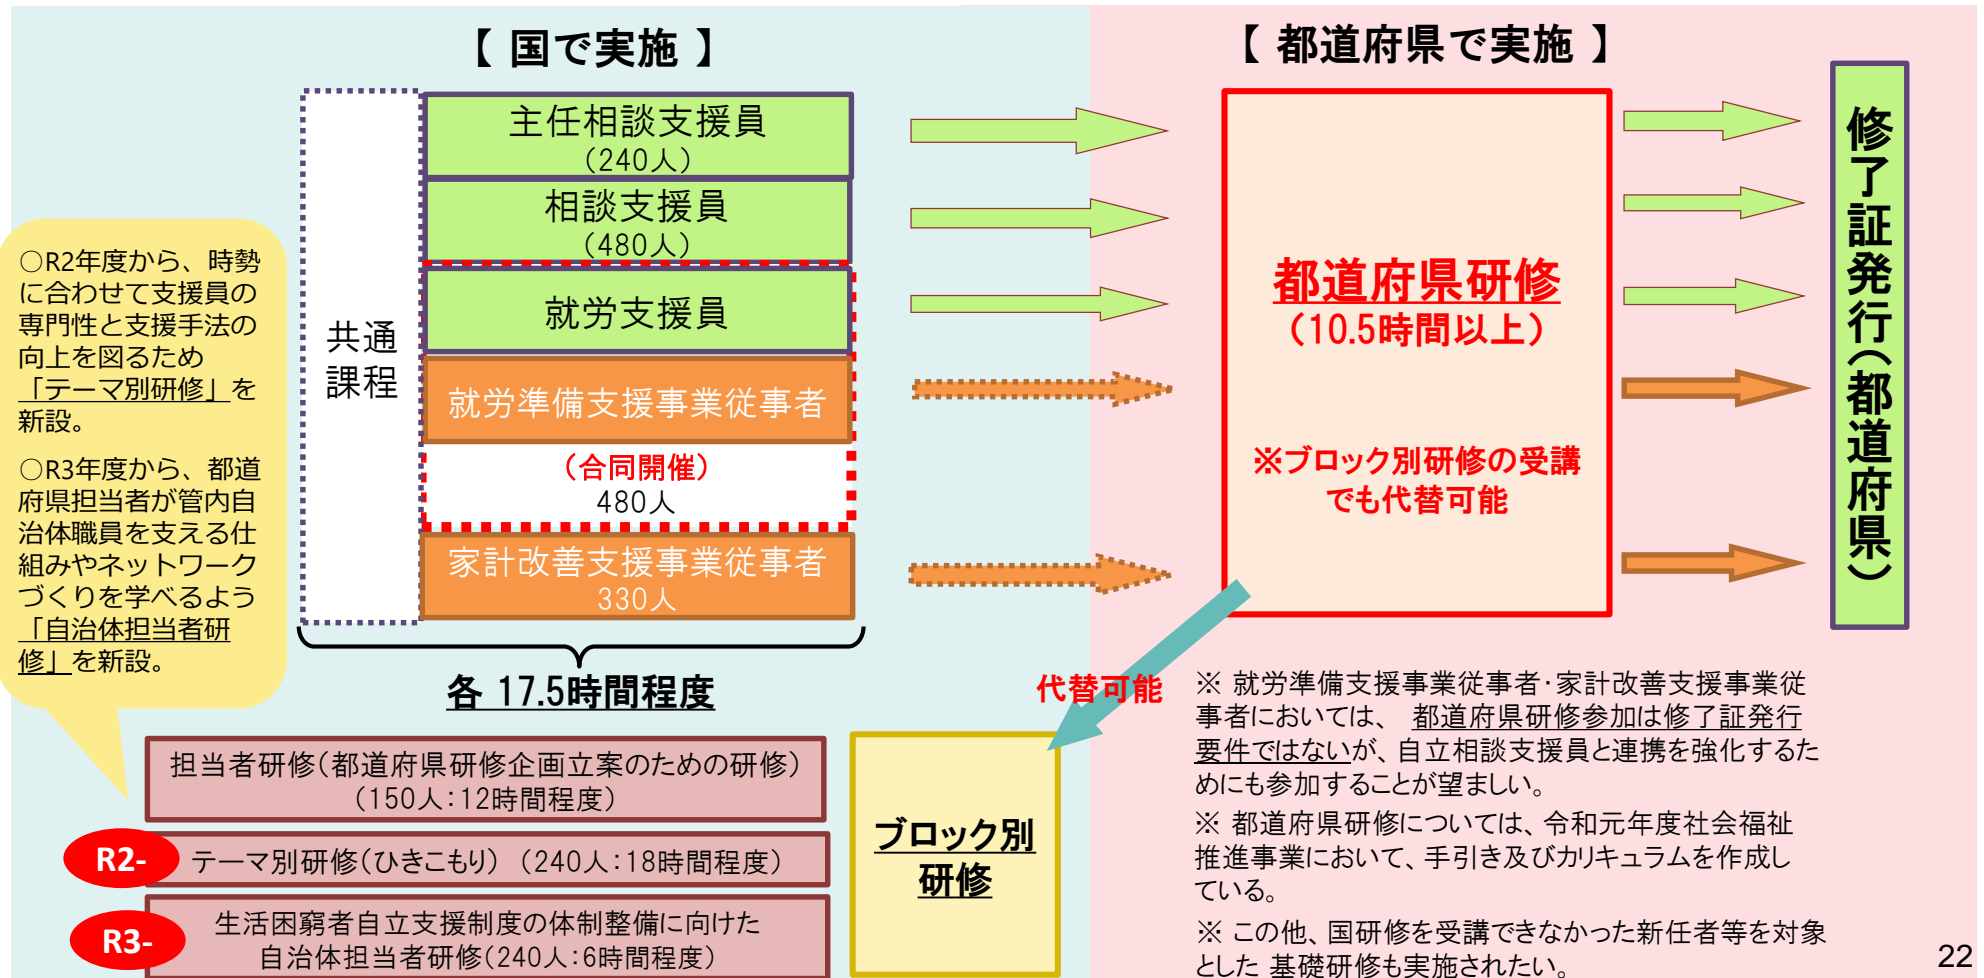 【 国で実施 】
【 都道府県で実施 】
共通
課程
主任相談支援員
（240人）
相談支援員
（480人）
就労支援員
就労準備支援事業従事者
（合同開催）
480人
家計改善支援事業従事者
330人
各 17.5時間程度
○R2年度から、時勢
に合わせて支援員の
専門性と支援手法の
向上を図るため
「テーマ別研修」を
新設。
○R3年度から、都道
府県担当者が管内自
治体職員を支える仕
組みやネットワーク
づくりを学べるよう
「自治体担当者研
修」を新設。
都道府県研修
（10.5時間以上）
※ブロック別研修の受講
でも代替可能
修了証発行（都道府県）
代替可能
担当者研修（都道府県研修企画立案のための研修）
（150人：12時間程度）
R2-
テーマ別研修（ひきこもり）（240人：18時間程度）
R3-
生活困窮者自立支援制度の体制整備に向けた
自治体担当者研修（240人：6時間程度）
ブロック別
研修
※ 就労準備支援事業従事者・家計改善支援事業従
事者においては、 都道府県研修参加は修了証発行
要件ではないが、自立相談支援員と連携を強化するた
めにも参加することが望ましい。
※ 都道府県研修については、令和元年度社会福祉
推進事業において、手引き及びカリキュラムを作成し
ている。
※ この他、国研修を受講できなかった新任者等を対象
とした 基礎研修も実施されたい。
22